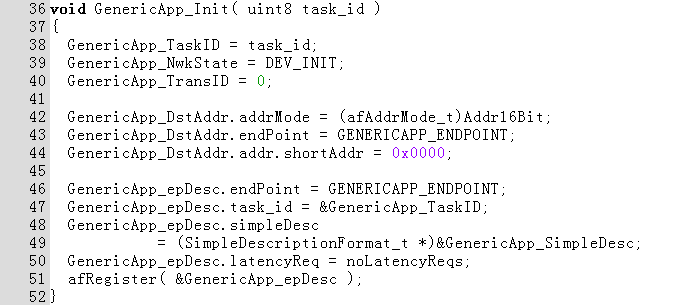 36 void GenericApp_Init( uint8 task_id )
37 {
38   GenericApp_TaskID = task_id;
39   GenericApp_NwkState = DEV_INIT;
40   GenericApp_TransID = 0;
41
42   GenericApp_DstAddr.addrMode = (afAddrMode_t)Addr16Bit;
43   GenericApp_DstAddr.endPoint = GENERICAPP_ENDPOINT;
44   GenericApp_DstAddr.addr.shortAddr = 0x0000;
45
46   GenericApp_epDesc.endPoint = GENERICAPP_ENDPOINT;
47   GenericApp_epDesc.task_id = &GenericApp_TaskID;
48   GenericApp_epDesc.simpleDesc
49             = (SimpleDescriptionFormat_t *)&GenericApp_SimpleDesc;
50   GenericApp_epDesc.latencyReq = noLatencyReqs;
51   afRegister( &GenericApp_epDesc );
52 }